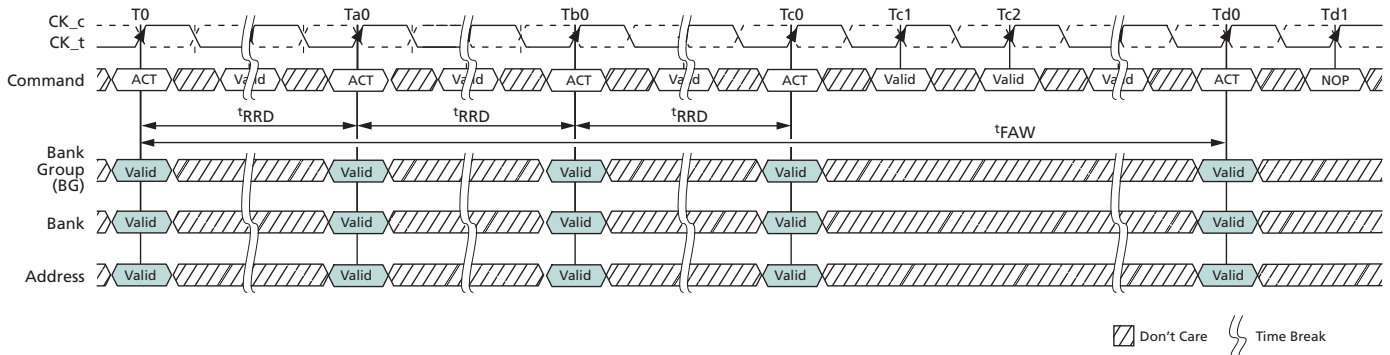 T0 Ta0 Tb0 Tc0 Tc1 Tc2 Td0 Td1
CK_c
CK_t
Command ACT Valid ACT Valid ACT Valid ACT Valid Valid Valid ACT NOP
tRRD tRRD tRRD
tFAW
Bank
Group
(BG)
Valid Valid Valid Valid Valid
Bank Valid Valid Valid Valid Valid
Address Valid Valid Valid Valid Valid
Don't Care Time Break